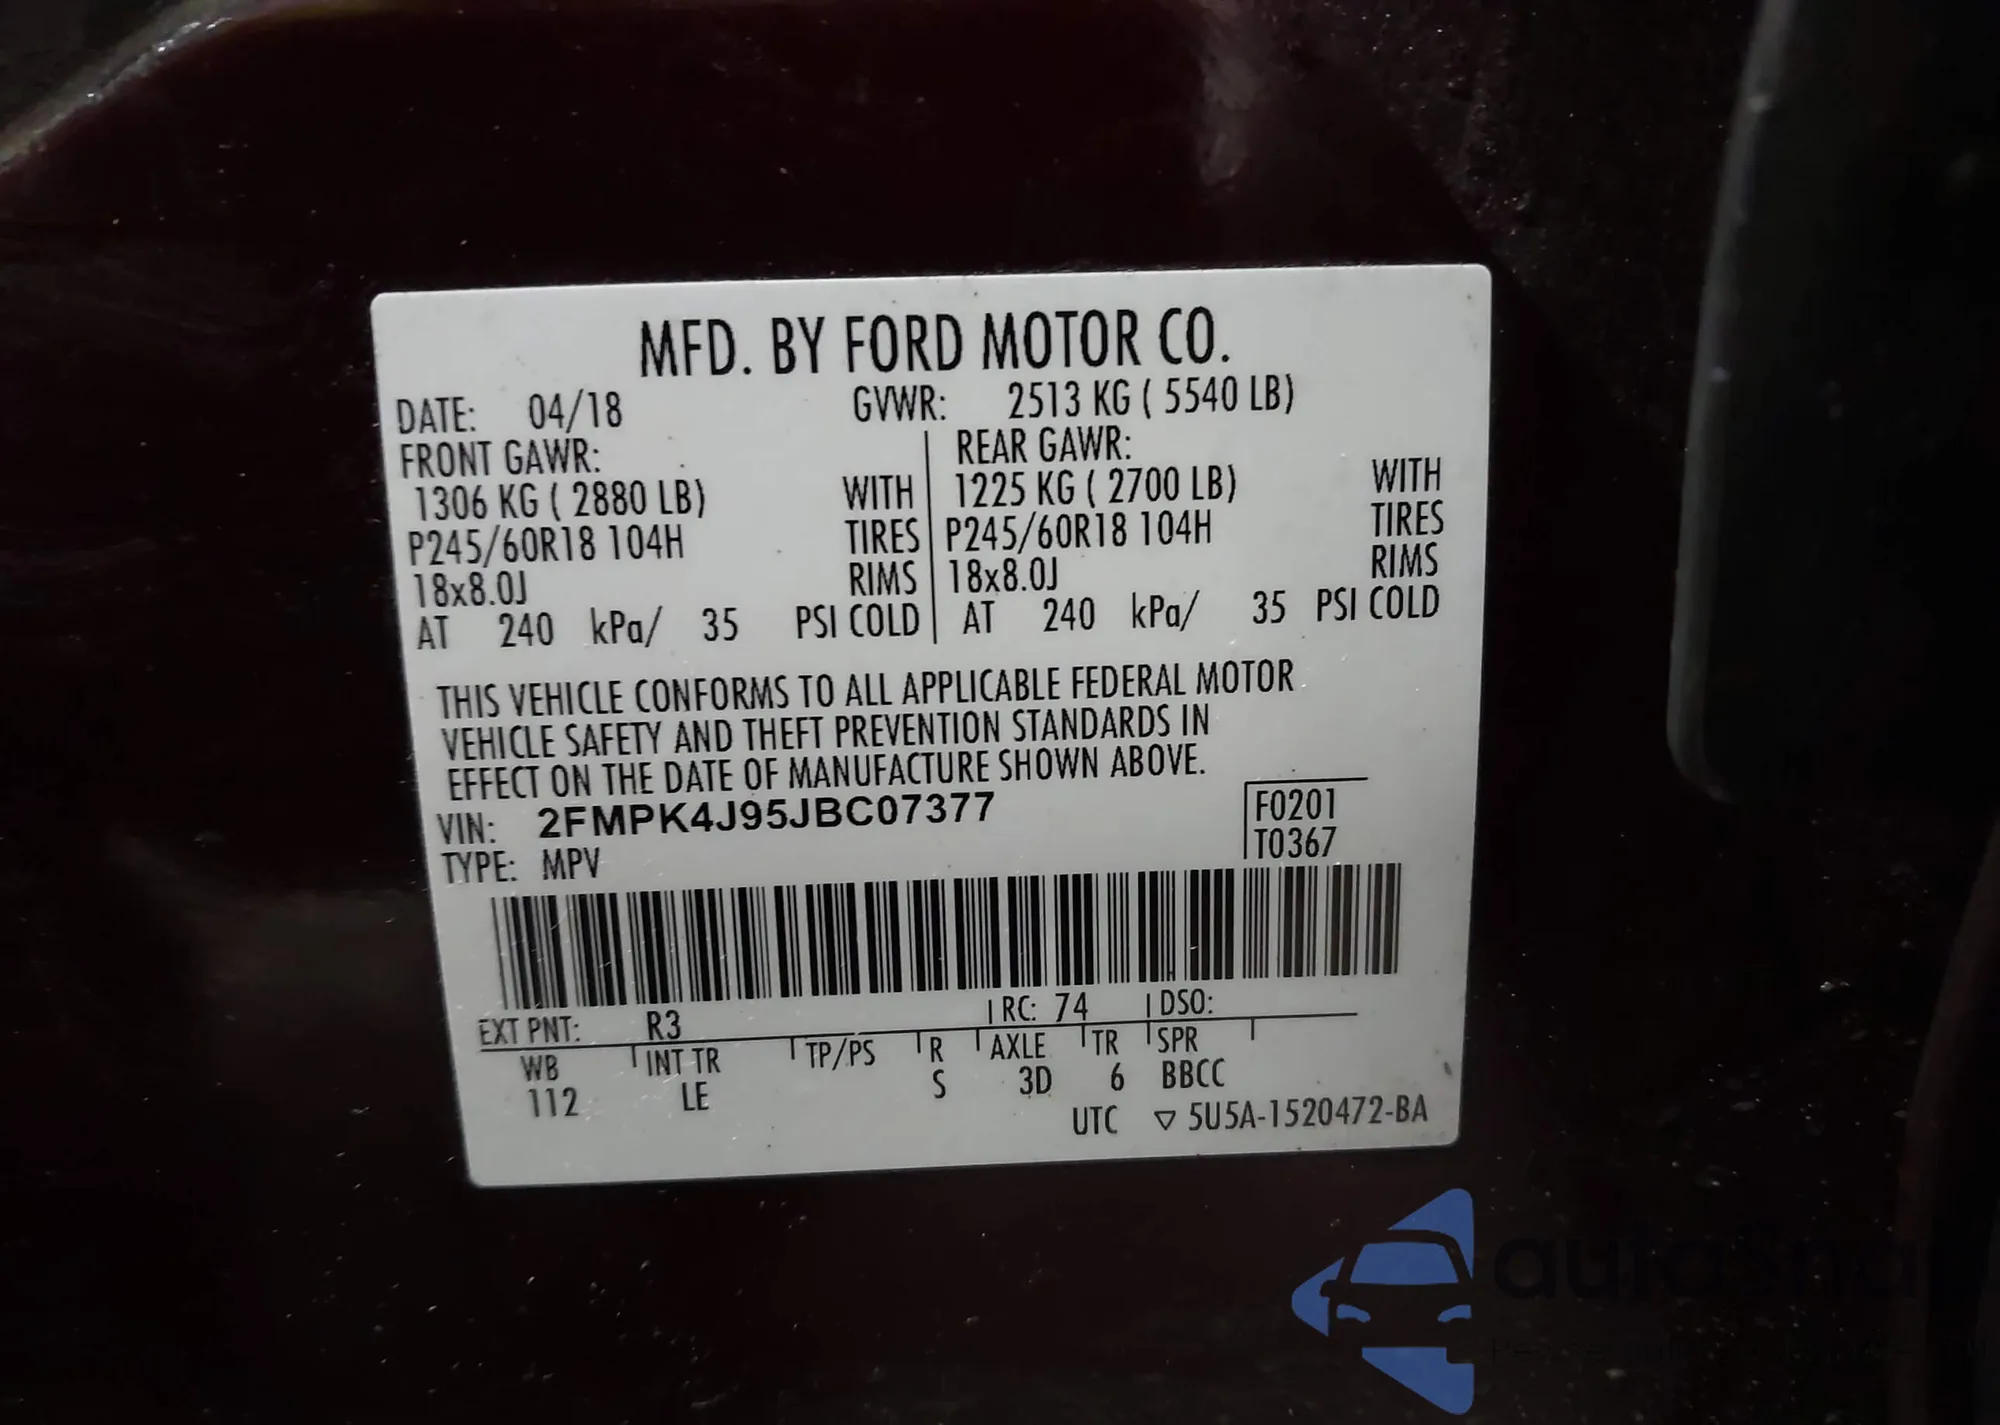 MFD. BY FORD MOTOR CO.
DATE: 04/18 GVWR: 2513 KG ( 5540 LB)
FRONT GAWR: REAR GAWR:
1306 KG ( 2880 LB) WITH 1225 KG ( 2700 LB) WITH
P245/60R18 104H TIRES P245/60R18 104H TIRES
18x8.0J RIMS 18x8.0J RIMS
AT 240 kPa/ 35 PSI COLD AT 240 kPa/ 35 PSI COLD
THIS VEHICLE CONFORMS TO ALL APPLICABLE FEDERAL MOTOR
VEHICLE SAFETY AND THEFT PREVENTION STANDARDS IN
EFFECT ON THE DATE OF MANUFACTURE SHOWN ABOVE.
VIN: 2FMPK4J95JBC07377 F0201
TYPE: MPV T0367
EXT PNT: R3 RC: 74 DSO:
WB INT TR TP/PS R AXLE TR SPR
112 LE S 3D 6 BBCC
UTC ▽ 5U5A-1520472-BA